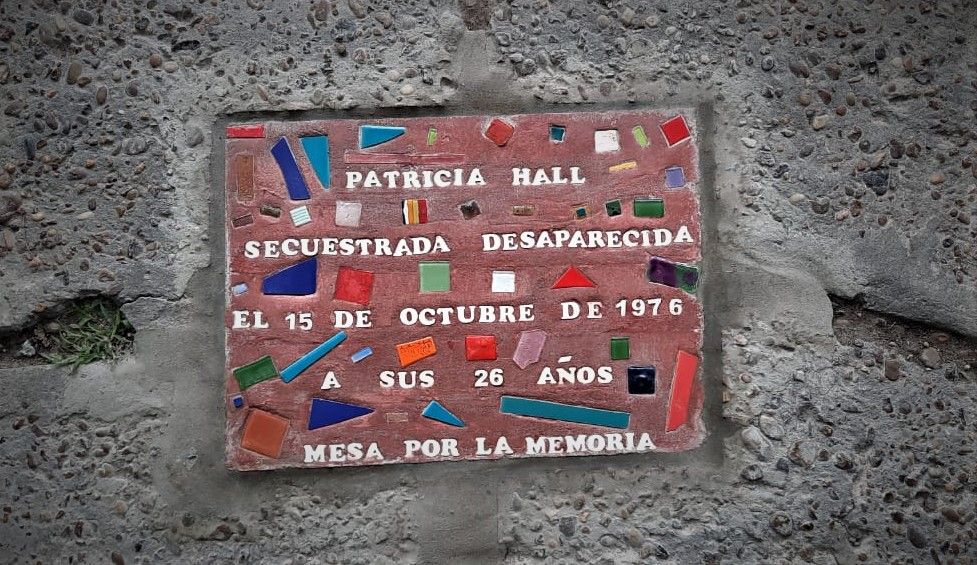 PATRICIA HALL
SECUESTRADA DESAPARECIDA
EL 15 DE OCTUBRE DE 1976
A SUS 26 AÑOS
MESA POR LA MEMORIA